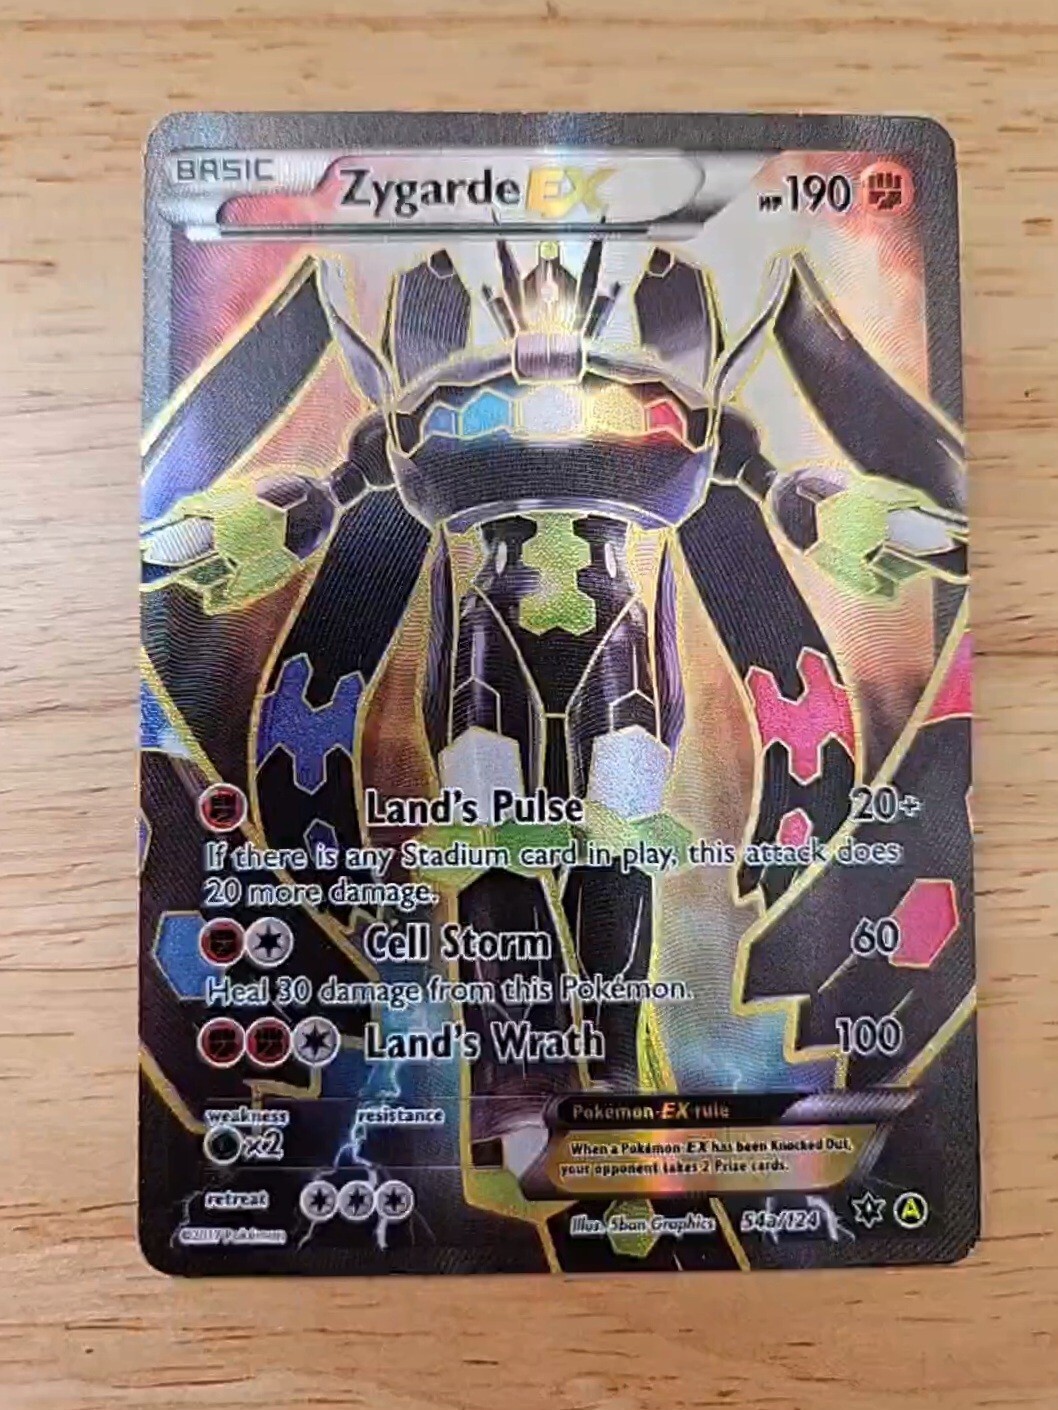 BASIC
Zygarde EX
HP 190
Land's Pulse 20+
If there is any Stadium card in play, this attack does
20 more damage.
Cell Storm 60
Heal 30 damage from this Pokémon.
Land's Wrath 100
weakness resistance
×2
Pokémon-EX rule
When a Pokémon-EX has been Knocked Out,
your opponent takes 2 Prize cards.
retreat
Illus. 5ban Graphics 54a/124 A
©2017 Pokémon